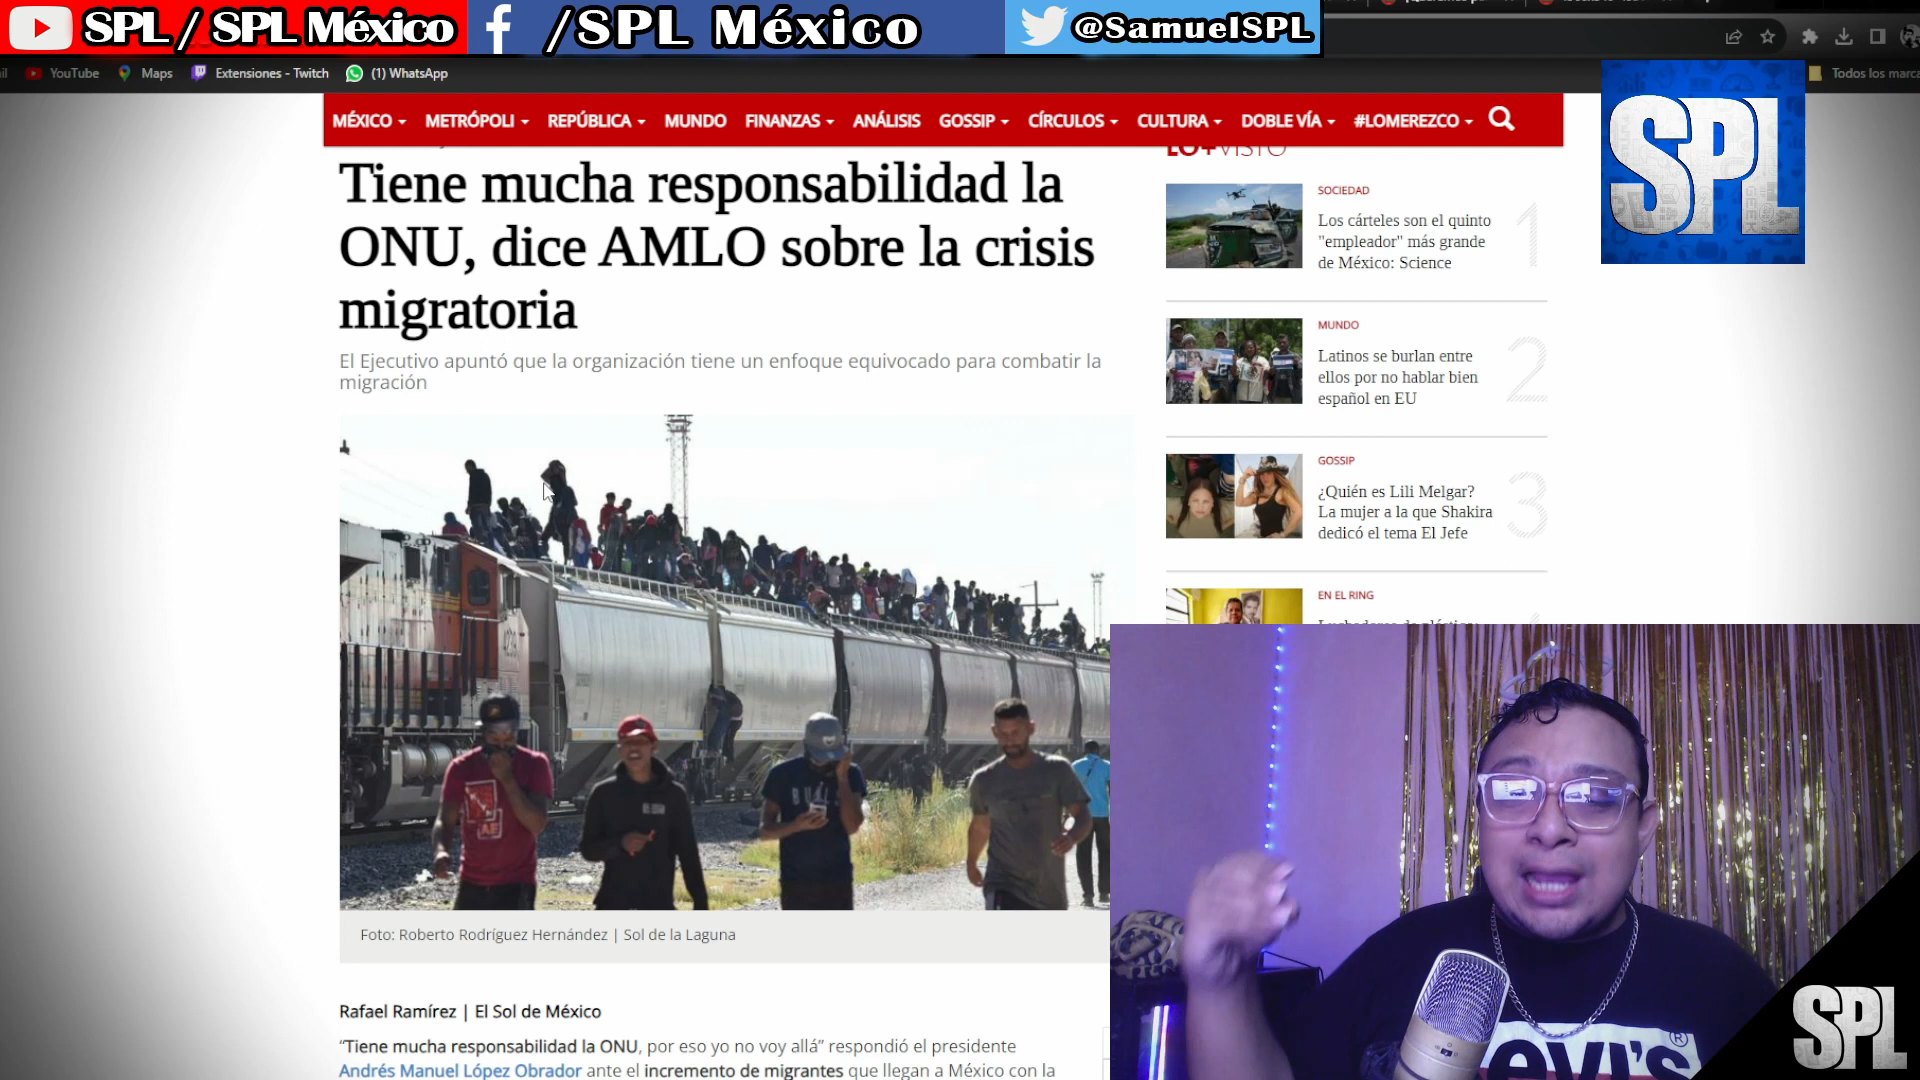 SPL / SPL México
/SPL México
@SamuelSPL
YouTube
Maps
Extensiones - Twitch
(1) WhatsApp
Todos los marca
SPL
MÉXICO
METRÓPOLI
REPÚBLICA
MUNDO
FINANZAS
ANÁLISIS
GOSSIP
CÍRCULOS
CULTURA
DOBLE VÍA
#LOMEREZCO
Tiene mucha responsabilidad la
ONU, dice AMLO sobre la crisis
migratoria
El Ejecutivo apuntó que la organización tiene un enfoque equivocado para combatir la
migración
Foto: Roberto Rodríguez Hernández | Sol de la Laguna
Rafael Ramírez | El Sol de México
“Tiene mucha responsabilidad la ONU, por eso yo no voy allá” respondió el presidente
Andrés Manuel López Obrador ante el incremento de migrantes que llegan a México con la
LO+VISTO
SOCIEDAD
Los cárteles son el quinto
"empleador" más grande
de México: Science
1
MUNDO
Latinos se burlan entre
ellos por no hablar bien
español en EU
2
GOSSIP
¿Quién es Lili Melgar?
La mujer a la que Shakira
dedicó el tema El Jefe
3
EN EL RING
SPL